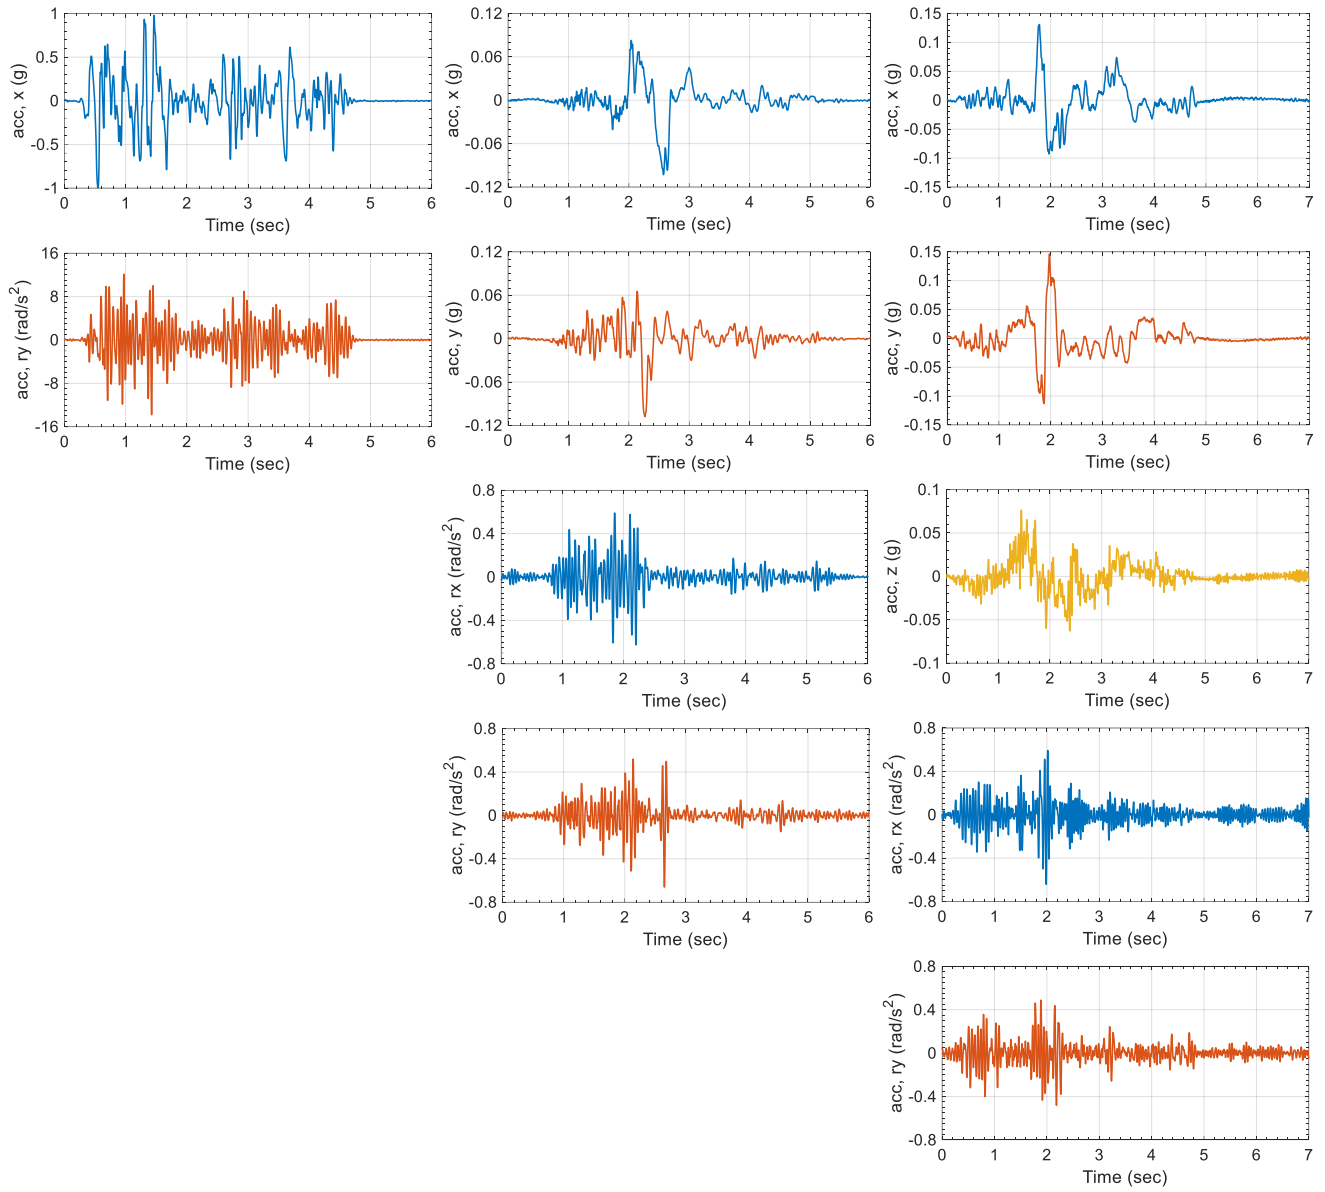 acc, x (g)
1
0.5
0
-0.5
-1
0 1 2 3 4 5 6
Time (sec)
acc, x (g)
0.12
0.06
0
-0.06
-0.12
0 1 2 3 4 5 6
Time (sec)
acc, x (g)
0.15
0.1
0.05
0
-0.05
-0.1
-0.15
0 1 2 3 4 5 6 7
Time (sec)
acc, ry (rad/s²)
16
8
0
-8
-16
0 1 2 3 4 5 6
Time (sec)
acc, y (g)
0.12
0.06
0
-0.06
-0.12
0 1 2 3 4 5 6
Time (sec)
acc, y (g)
0.15
0.1
0.05
0
-0.05
-0.1
-0.15
0 1 2 3 4 5 6 7
Time (sec)
acc, rx (rad/s²)
0.8
0.4
0
-0.4
-0.8
0 1 2 3 4 5 6
Time (sec)
acc, z (g)
0.1
0.05
0
-0.05
-0.1
0 1 2 3 4 5 6 7
Time (sec)
acc, ry (rad/s²)
0.8
0.4
0
-0.4
-0.8
0 1 2 3 4 5 6
Time (sec)
acc, rx (rad/s²)
0.8
0.4
0
-0.4
-0.8
0 1 2 3 4 5 6 7
Time (sec)
acc, ry (rad/s²)
0.8
0.4
0
-0.4
-0.8
0 1 2 3 4 5 6 7
Time (sec)